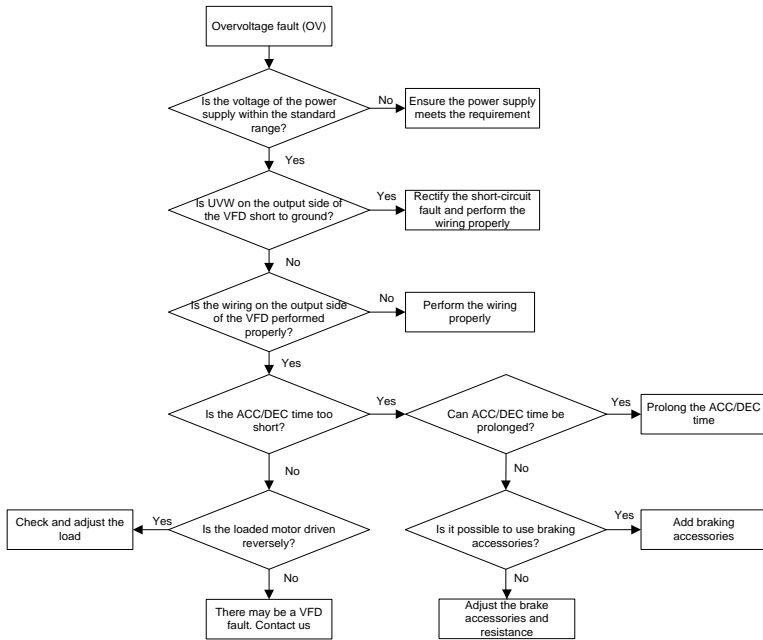 Overvoltage fault (OV)
Is the voltage of the power
supply within the standard
range?
No
Ensure the power supply
meets the requirement
Yes
Is UVW on the output side of
the VFD short to ground?
Yes
Rectify the short-circuit
fault and perform the
wiring properly
No
Is the wiring on the output side
of the VFD performed
properly?
No
Perform the wiring
properly
Yes
Is the ACC/DEC time too
short?
Yes
Can ACC/DEC time be
prolonged?
Yes
Prolong the ACC/DEC
time
No
No
Check and adjust the
load
Yes
Is the loaded motor driven
reversely?
Is it possible to use braking
accessories?
Yes
Add braking
accessories
No
No
There may be a VFD
fault. Contact us
Adjust the brake
accessories and
resistance